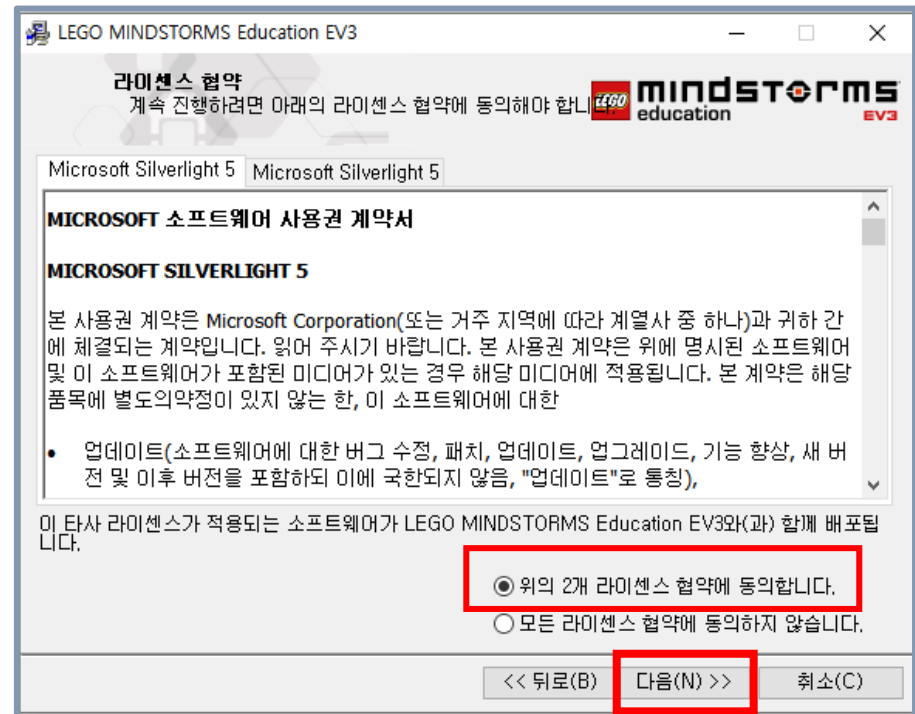 LEGO MINDSTORMS Education EV3
라이센스 협약
계속 진행하려면 아래의 라이센스 협약에 동의해야 합니다.
LEGO mindstorms
education
EV3
Microsoft Silverlight 5 Microsoft Silverlight 5
MICROSOFT 소프트웨어 사용권 계약서
MICROSOFT SILVERLIGHT 5
본 사용권 계약은 Microsoft Corporation(또는 거주 지역에 따라 계열사 중 하나)과 귀하 간
에 체결되는 계약입니다. 읽어 주시기 바랍니다. 본 사용권 계약은 위에 명시된 소프트웨어
및 이 소프트웨어가 포함된 미디어가 있는 경우 해당 미디어에 적용됩니다. 본 계약은 해당
품목에 별도의약정이 있지 않는 한, 이 소프트웨어에 대한
• 업데이트(소프트웨어에 대한 버그 수정, 패치, 업데이트, 업그레이드, 기능 향상, 새 버
전 및 이후 버전을 포함하되 이에 국한되지 않음, "업데이트"로 통칭),
이 타사 라이센스가 적용되는 소프트웨어가 LEGO MINDSTORMS Education EV3와(과) 함께 배포됩
니다.
위의 2개 라이센스 협약에 동의합니다.
모든 라이센스 협약에 동의하지 않습니다.
<< 뒤로(B) 다음(N) >> 취소(C)